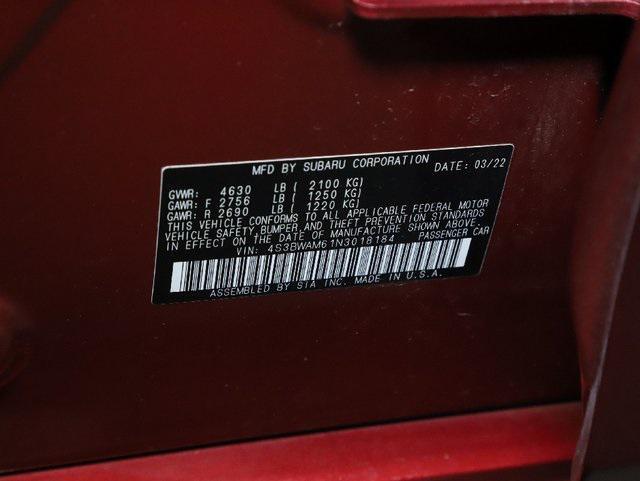 MFD BY SUBARU CORPORATION DATE: 03/22
GVWR: 4630 LB ( 2100 KG)
GAWR: F 2756 LB ( 1250 KG)
GAWR: R 2690 LB ( 1220 KG)
THIS VEHICLE CONFORMS TO ALL APPLICABLE FEDERAL MOTOR
VEHICLE SAFETY, BUMPER, AND THEFT PREVENTION STANDARDS
IN EFFECT ON THE DATE OF MANUFACTURE SHOWN ABOVE.
VIN: 4S3BWAM61N3018184 PASSENGER CAR
ASSEMBLED BY SIA INC. MADE IN U.S.A.